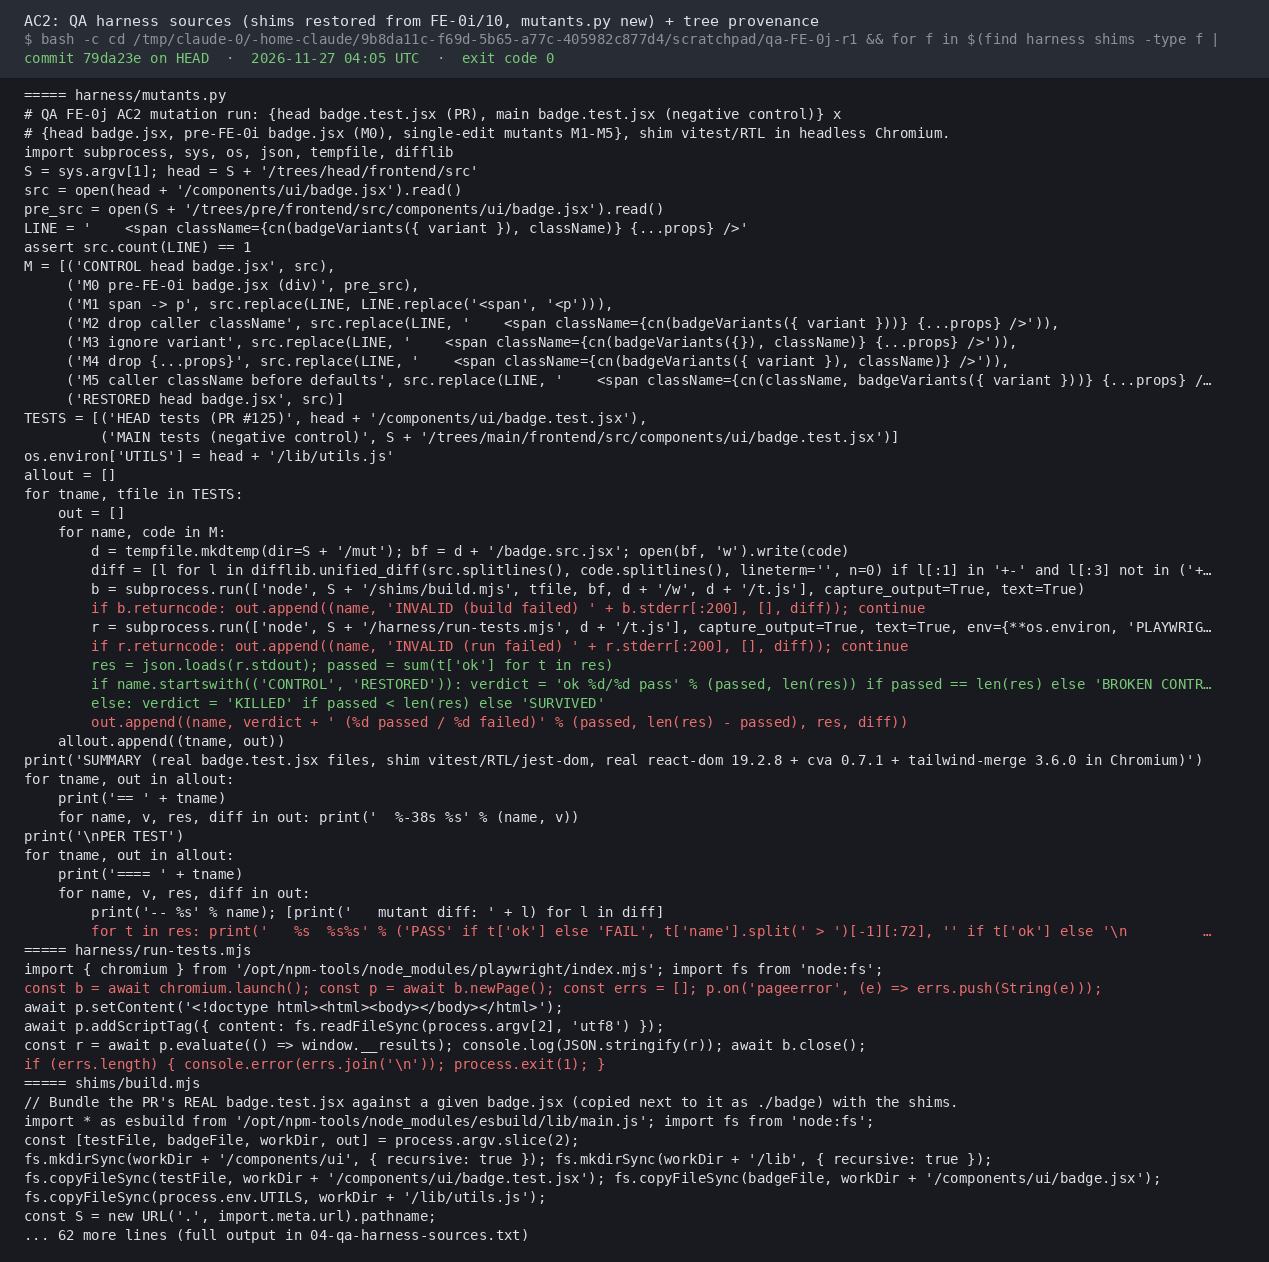 AC2: QA harness sources (shims restored from FE-0i/10, mutants.py new) + tree provenance
$ bash -c cd /tmp/claude-0/-home-claude/9b8da11c-f69d-5b65-a77c-405982c877d4/scratchpad/qa-FE-0j-r1 && for f in $(find harness shims -type f |
commit 79da23e on HEAD  ·  2026-11-27 04:05 UTC  ·  exit code 0
===== harness/mutants.py
# QA FE-0j AC2 mutation run: {head badge.test.jsx (PR), main badge.test.jsx (negative control)} x
# {head badge.jsx, pre-FE-0i badge.jsx (M0), single-edit mutants M1-M5}, shim vitest/RTL in headless Chromium.
import subprocess, sys, os, json, tempfile, difflib
S = sys.argv[1]; head = S + '/trees/head/frontend/src'
src = open(head + '/components/ui/badge.jsx').read()
pre_src = open(S + '/trees/pre/frontend/src/components/ui/badge.jsx').read()
LINE = '    <span className={cn(badgeVariants({ variant }), className)} {...props} />'
assert src.count(LINE) == 1
M = [('CONTROL head badge.jsx', src),
     ('M0 pre-FE-0i badge.jsx (div)', pre_src),
     ('M1 span -> p', src.replace(LINE, LINE.replace('<span', '<p'))),
     ('M2 drop caller className', src.replace(LINE, '    <span className={cn(badgeVariants({ variant }))} {...props} />')),
     ('M3 ignore variant', src.replace(LINE, '    <span className={cn(badgeVariants({}), className)} {...props} />')),
     ('M4 drop {...props}', src.replace(LINE, '    <span className={cn(badgeVariants({ variant }), className)} />')),
     ('M5 caller className before defaults', src.replace(LINE, '    <span className={cn(className, badgeVariants({ variant }))} {...props} /…
     ('RESTORED head badge.jsx', src)]
TESTS = [('HEAD tests (PR #125)', head + '/components/ui/badge.test.jsx'),
         ('MAIN tests (negative control)', S + '/trees/main/frontend/src/components/ui/badge.test.jsx')]
os.environ['UTILS'] = head + '/lib/utils.js'
allout = []
for tname, tfile in TESTS:
    out = []
    for name, code in M:
        d = tempfile.mkdtemp(dir=S + '/mut'); bf = d + '/badge.src.jsx'; open(bf, 'w').write(code)
        diff = [l for l in difflib.unified_diff(src.splitlines(), code.splitlines(), lineterm='', n=0) if l[:1] in '+-' and l[:3] not in ('+…
        b = subprocess.run(['node', S + '/shims/build.mjs', tfile, bf, d + '/w', d + '/t.js'], capture_output=True, text=True)
        if b.returncode: out.append((name, 'INVALID (build failed) ' + b.stderr[:200], [], diff)); continue
        r = subprocess.run(['node', S + '/harness/run-tests.mjs', d + '/t.js'], capture_output=True, text=True, env={**os.environ, 'PLAYWRIG…
        if r.returncode: out.append((name, 'INVALID (run failed) ' + r.stderr[:200], [], diff)); continue
        res = json.loads(r.stdout); passed = sum(t['ok'] for t in res)
        if name.startswith(('CONTROL', 'RESTORED')): verdict = 'ok %d/%d pass' % (passed, len(res)) if passed == len(res) else 'BROKEN CONTR…
        else: verdict = 'KILLED' if passed < len(res) else 'SURVIVED'
        out.append((name, verdict + ' (%d passed / %d failed)' % (passed, len(res) - passed), res, diff))
    allout.append((tname, out))
print('SUMMARY (real badge.test.jsx files, shim vitest/RTL/jest-dom, real react-dom 19.2.8 + cva 0.7.1 + tailwind-merge 3.6.0 in Chromium)')
for tname, out in allout:
    print('== ' + tname)
    for name, v, res, diff in out: print('  %-38s %s' % (name, v))
print('\nPER TEST')
for tname, out in allout:
    print('==== ' + tname)
    for name, v, res, diff in out:
        print('-- %s' % name); [print('   mutant diff: ' + l) for l in diff]
        for t in res: print('   %s  %s%s' % ('PASS' if t['ok'] else 'FAIL', t['name'].split(' > ')[-1][:72], '' if t['ok'] else '\n         …
===== harness/run-tests.mjs
import { chromium } from '/opt/npm-tools/node_modules/playwright/index.mjs'; import fs from 'node:fs';
const b = await chromium.launch(); const p = await b.newPage(); const errs = []; p.on('pageerror', (e) => errs.push(String(e)));
await p.setContent('<!doctype html><html><body></body></html>');
await p.addScriptTag({ content: fs.readFileSync(process.argv[2], 'utf8') });
const r = await p.evaluate(() => window.__results); console.log(JSON.stringify(r)); await b.close();
if (errs.length) { console.error(errs.join('\n')); process.exit(1); }
===== shims/build.mjs
// Bundle the PR's REAL badge.test.jsx against a given badge.jsx (copied next to it as ./badge) with the shims.
import * as esbuild from '/opt/npm-tools/node_modules/esbuild/lib/main.js'; import fs from 'node:fs';
const [testFile, badgeFile, workDir, out] = process.argv.slice(2);
fs.mkdirSync(workDir + '/components/ui', { recursive: true }); fs.mkdirSync(workDir + '/lib', { recursive: true });
fs.copyFileSync(testFile, workDir + '/components/ui/badge.test.jsx'); fs.copyFileSync(badgeFile, workDir + '/components/ui/badge.jsx');
fs.copyFileSync(process.env.UTILS, workDir + '/lib/utils.js');
const S = new URL('.', import.meta.url).pathname;
... 62 more lines (full output in 04-qa-harness-sources.txt)